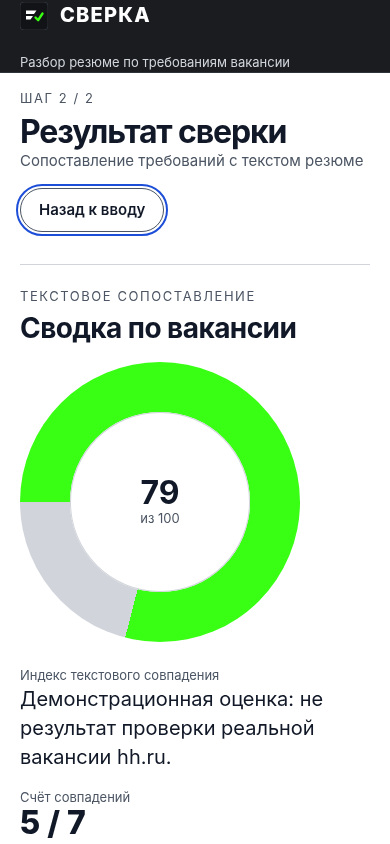 СВЕРКА
Разбор резюме по требованиям вакансии
ШАГ 2 / 2
Результат сверки
Сопоставление требований с текстом резюме
Назад к вводу
ТЕКСТОВОЕ СОПОСТАВЛЕНИЕ
Сводка по вакансии
79
из 100
Индекс текстового совпадения
Демонстрационная оценка: не
результат проверки реальной
вакансии hh.ru.
Счёт совпадений
5 / 7